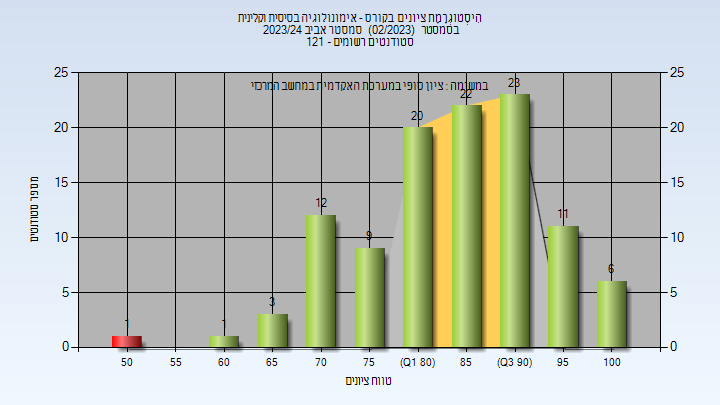 הִיסְטוֹגְרָמַת ציונים בקורס - אימונולוגיה בסיסית וקלינית
בסמסטר (02/2023) סמסטר אביב 2023/24
סטודנטים רשומים - 121
במשימה : ציון סופי במערכת האקדמית במחשב המרכזי
מספר סטודנטים
25 25
20 20
15 15
10 10
5 5
0 0
1 1 3 12 9 20 22 23 11 6
50 55 60 65 70 75 (Q1 80) 85 (Q3 90) 95 100
טווח ציונים